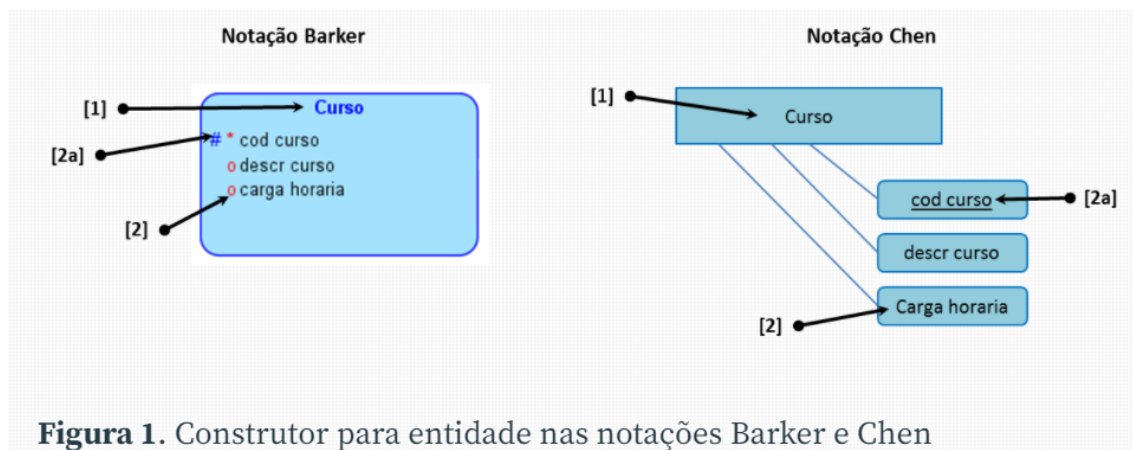 Notação Barker
[1]
Curso
# * cod curso
[2a]
o descr curso
o carga horaria
[2]
Notação Chen
[1]
Curso
cod curso
[2a]
descr curso
Carga horaria
[2]
Figura 1. Construtor para entidade nas notações Barker e Chen